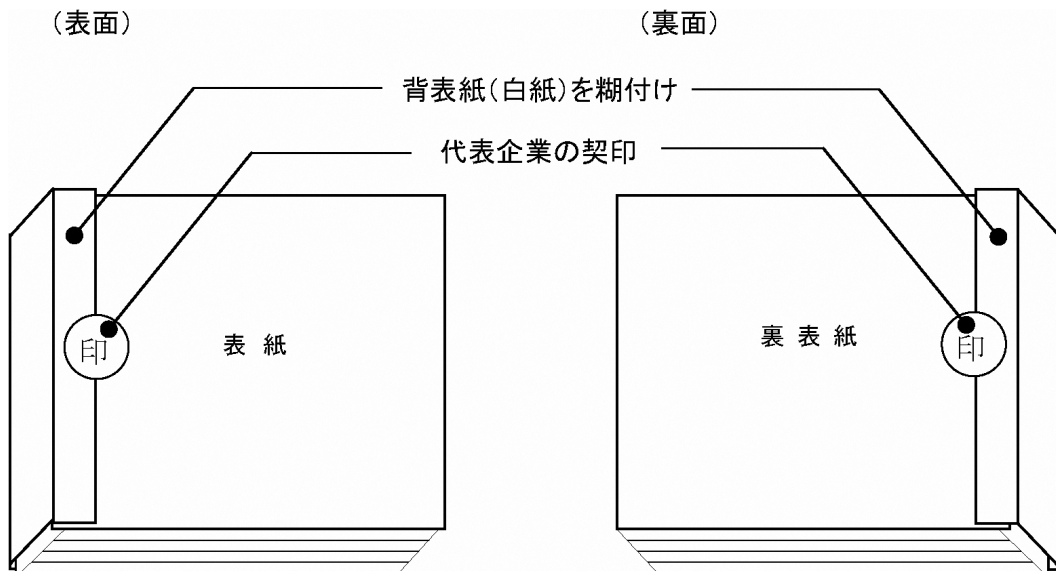 （表面）
（裏面）
背表紙（白紙）を糊付け
代表企業の契印
印
表 紙
裏 表 紙
印